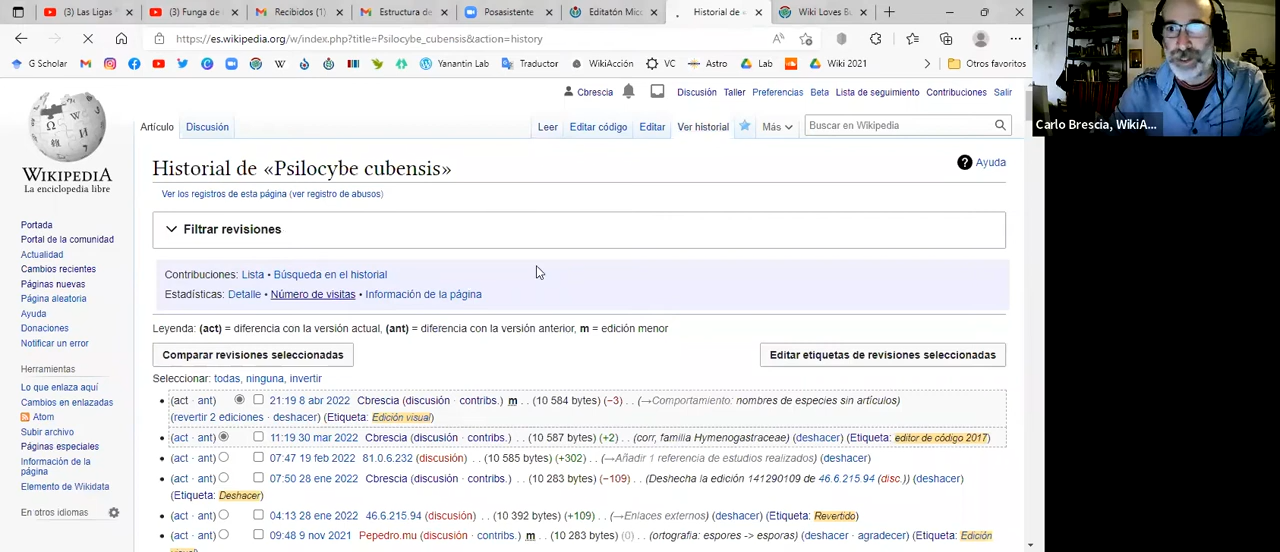 (3) Las Ligas
(3) Funga de
Recibidos (1)
Estructura de
Posasistente
Editatón Mic
Historial de «
Wiki Loves B
https://es.wikipedia.org/w/index.php?title=Psilocybe_cubensis&action=history
G Scholar
Yanantin Lab
Traductor
WikiAcción
VC
Astro
Lab
Wiki 2021
Otros favoritos
Carlo Brescia, WikiA...
Cbrescia
Discusión
Taller
Preferencias
Beta
Lista de seguimiento
Contribuciones
Salir
Artículo
Discusión
Leer
Editar código
Editar
Ver historial
Más
Buscar en Wikipedia
WIKIPEDIA
La enciclopedia libre
Portada
Portal de la comunidad
Actualidad
Cambios recientes
Páginas nuevas
Página aleatoria
Ayuda
Donaciones
Notificar un error
Herramientas
Lo que enlaza aquí
Cambios en enlazadas
Atom
Subir archivo
Páginas especiales
Información de la
página
Elemento de Wikidata
En otros idiomas
Historial de «Psilocybe cubensis»
Ayuda
Ver los registros de esta página (ver registro de abusos)
Filtrar revisiones
Contribuciones: Lista • Búsqueda en el historial
Estadísticas: Detalle • Número de visitas • Información de la página
Leyenda: (act) = diferencia con la versión actual, (ant) = diferencia con la versión anterior, m = edición menor
Comparar revisiones seleccionadas
Editar etiquetas de revisiones seleccionadas
Seleccionar: todas, ninguna, invertir
(act · ant) 21:19 8 abr 2022 Cbrescia (discusión · contribs.) m . . (10 584 bytes) (−3) (→Comportamiento: nombres de especies sin artículos)
(revertir 2 ediciones · deshacer) (Etiqueta: Edición visual)
(act · ant) 11:19 30 mar 2022 Cbrescia (discusión · contribs.) . . (10 587 bytes) (+2) (corr, familia Hymenogastraceae) (deshacer) (Etiqueta: editor de código 2017)
(act · ant) 07:47 19 feb 2022 81.0.6.232 (discusión) . . (10 585 bytes) (+302) (→Añadir 1 referencia de estudios realizados) (deshacer)
(act · ant) 07:50 28 ene 2022 Cbrescia (discusión · contribs.) . . (10 283 bytes) (−109) (Deshecha la edición 141290109 de 46.6.215.94 (disc.)) (deshacer)
(Etiqueta: Deshacer)
(act · ant) 04:13 28 ene 2022 46.6.215.94 (discusión) . . (10 392 bytes) (+109) (→Enlaces externos) (deshacer) (Etiqueta: Revertido)
(act · ant) 09:48 9 nov 2021 Pepedro.mu (discusión · contribs.) m . . (10 283 bytes) (0) (ortografia: espores -> esporas) (deshacer · agradecer) (Etiqueta: Edición
visual)